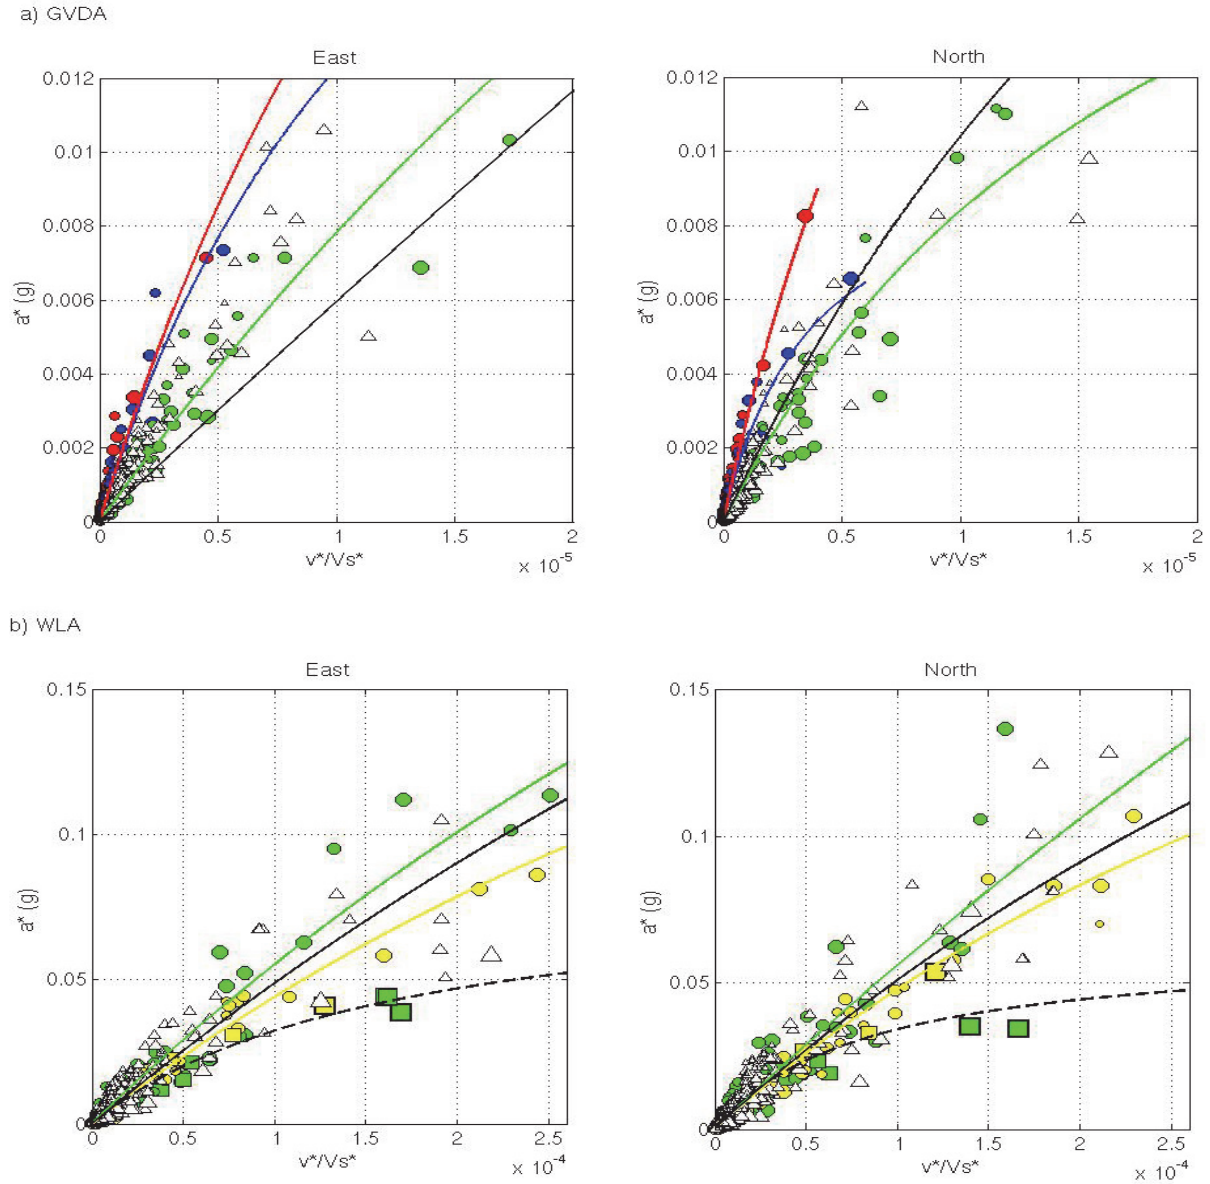 a) GVDA
East
North
0.012
0.01
0.008
0.006
0.004
0.002
0
a* (g)
0
0.5
1
1.5
2
v*/Vs*
x 10-5
0.012
0.01
0.008
0.006
0.004
0.002
0
a* (g)
0
0.5
1
1.5
2
v*/Vs*
x 10-5
b) WLA
East
North
0.15
0.1
0.05
0
a* (g)
0
0.5
1
1.5
2
2.5
v*/Vs*
x 10-4
0.15
0.1
0.05
0
a* (g)
0
0.5
1
1.5
2
2.5
v*/Vs*
x 10-4